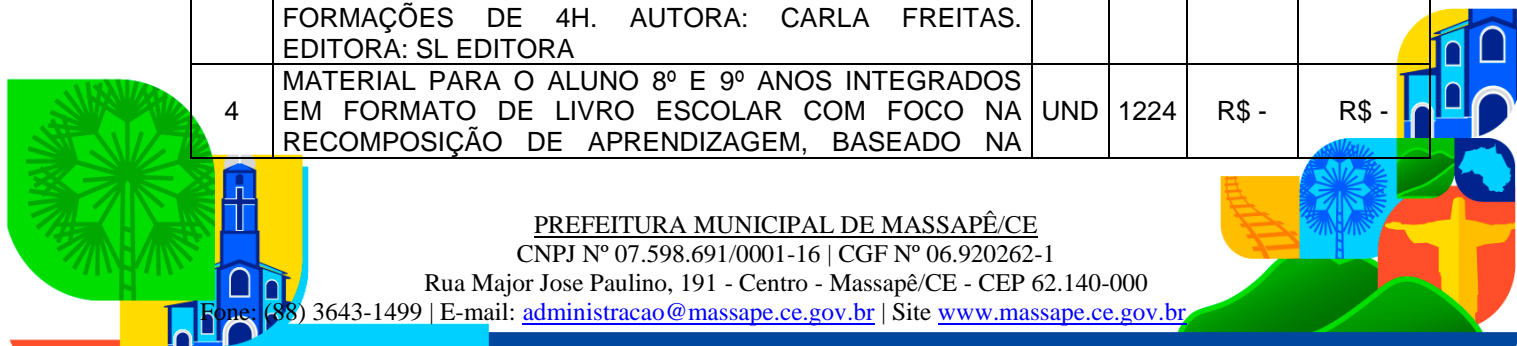 FORMAÇÕES DE 4H. AUTORA: CARLA FREITAS.
EDITORA: SL EDITORA
MATERIAL PARA O ALUNO 8º E 9º ANOS INTEGRADOS
4 EM FORMATO DE LIVRO ESCOLAR COM FOCO NA UND 1224 R$ - R$ -
RECOMPOSIÇÃO DE APRENDIZAGEM, BASEADO NA
PREFEITURA MUNICIPAL DE MASSAPÊ/CE
CNPJ Nº 07.598.691/0001-16 | CGF Nº 06.920262-1
Rua Major Jose Paulino, 191 - Centro - Massapê/CE - CEP 62.140-000
Fone: (88) 3643-1499 | E-mail: administracao@massape.ce.gov.br | Site www.massape.ce.gov.br